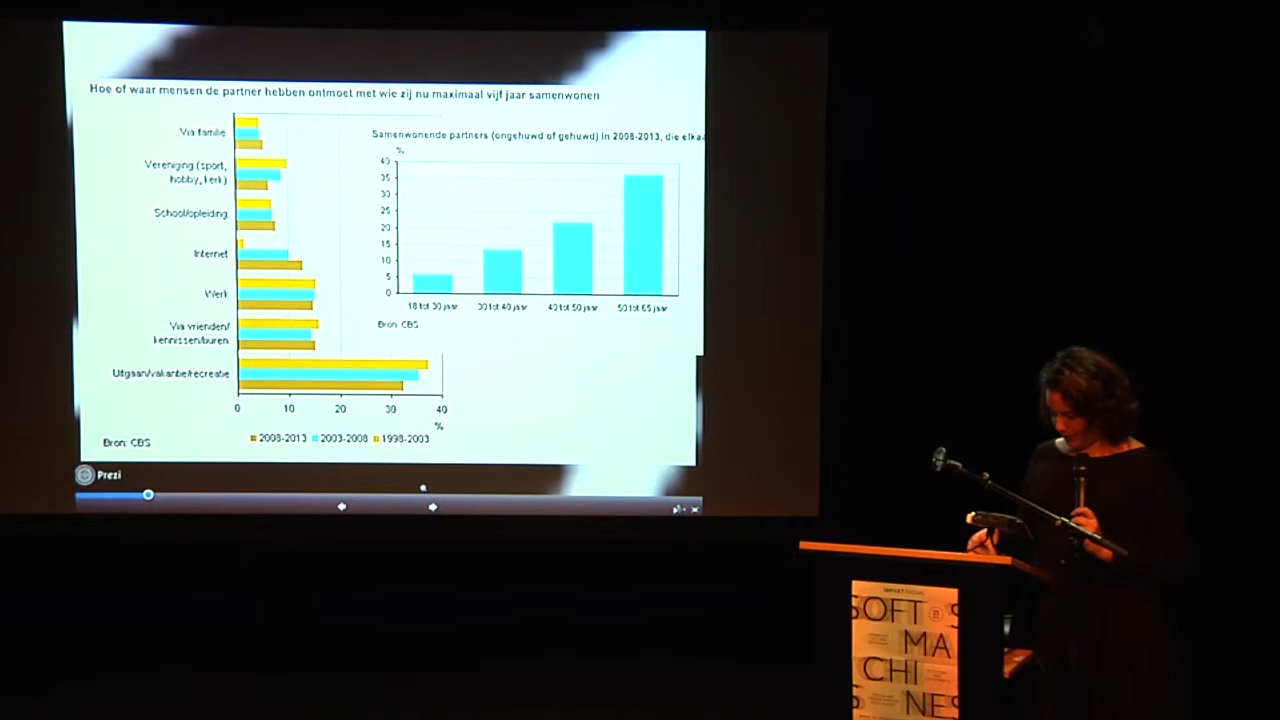 Hoe of waar mensen de partner hebben ontmoet met wie zij nu maximaal vijf jaar samenwonen
Via familie
Vereniging (sport,
hobby, kerk)
School/opleiding
Internet
Werk
Via vrienden/
kennissen/buren
Uitgaan/vakantie/recreatie
0 10 20 30 40
%
2008-2013 2003-2008 1998-2003
Bron: CBS
Samenwonende partners (ongehuwd of gehuwd) in 2008-2013, die elkaa
%
40
35
30
25
20
15
10
5
0
18 tot 30 jaar 30 tot 40 jaar 40 tot 50 jaar 50 tot 65 jaar
Bron: CBS
Prezi
SOFT S
MA
CHI
S NES